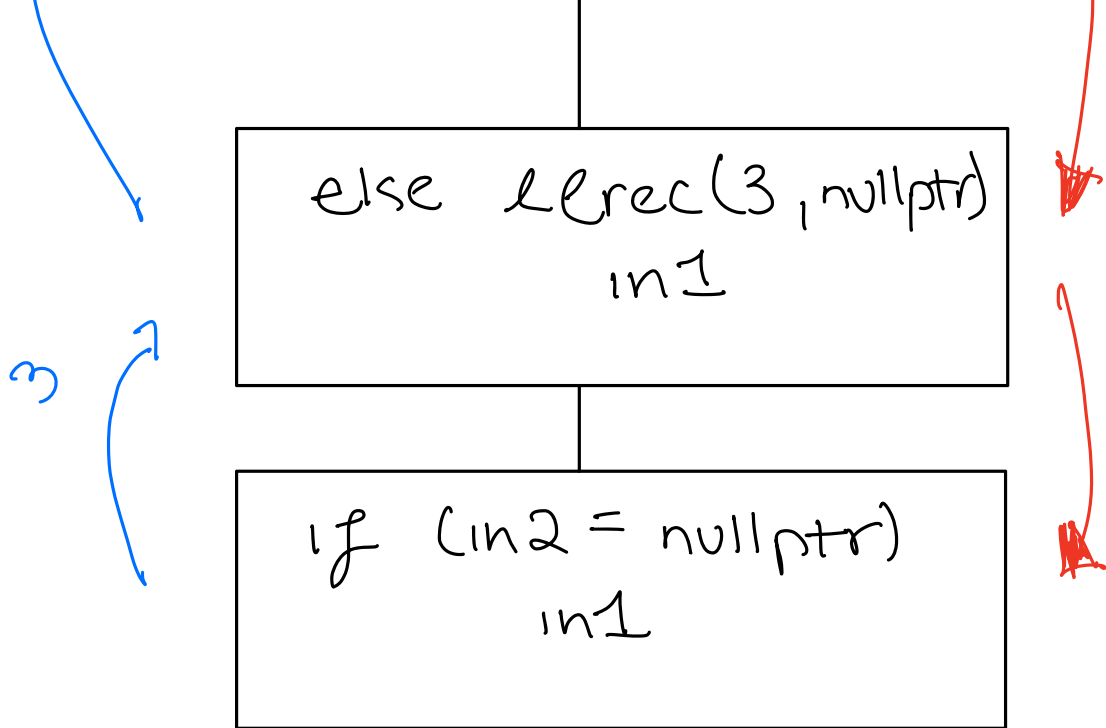 else llrec(3,nullptr)
in1
3
if (in2 = nullptr)
in1